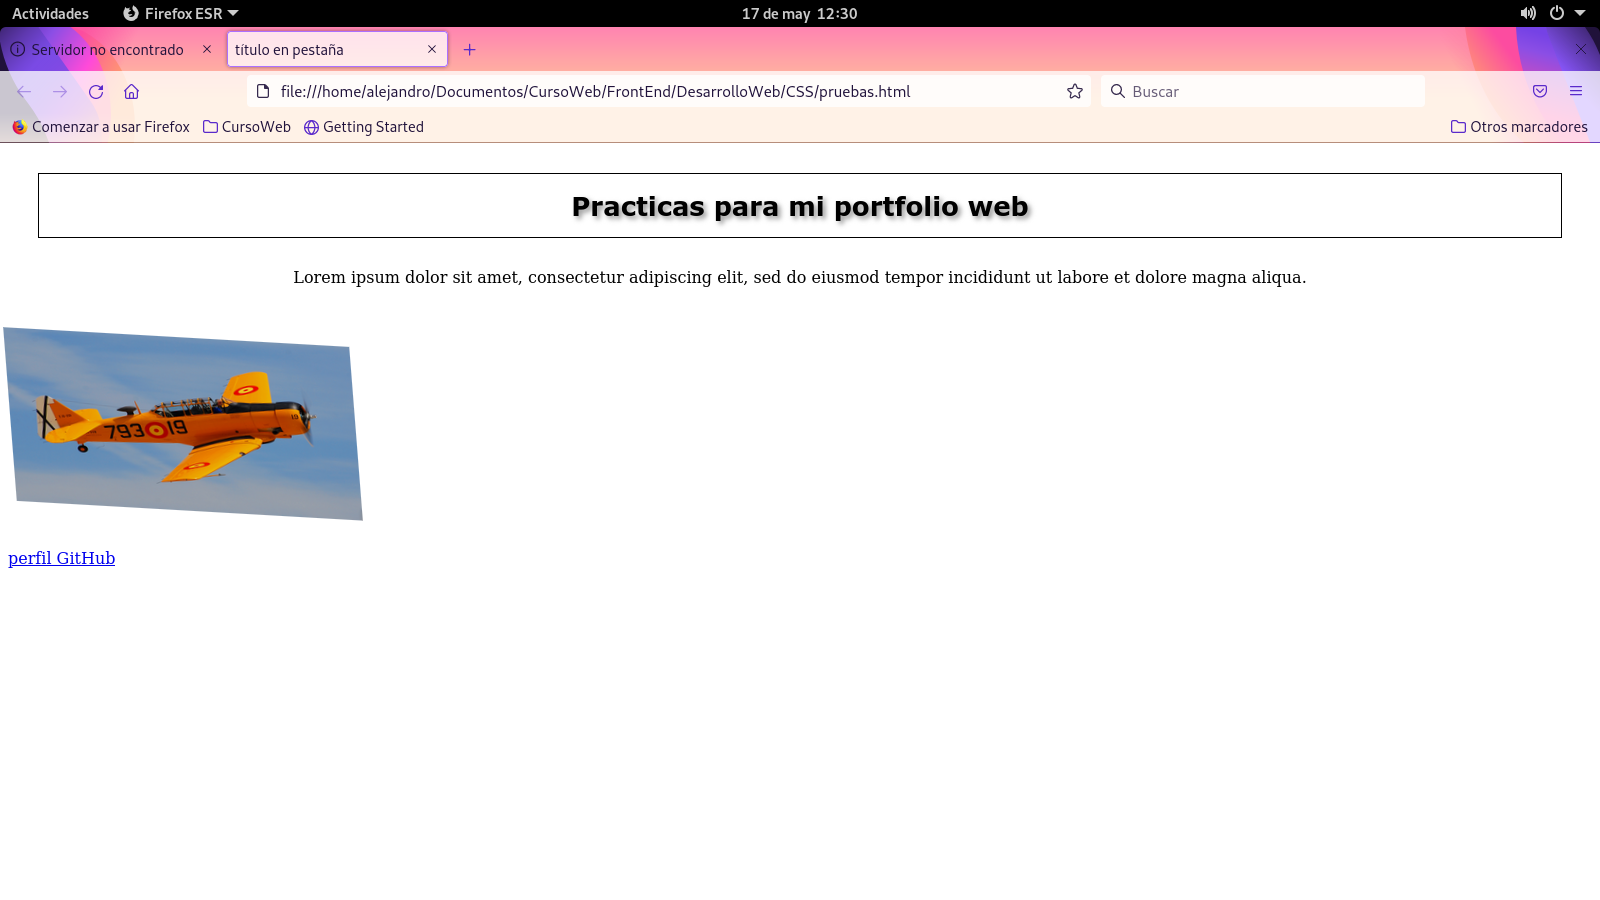 Actividades Firefox ESR 17 de may 12:30
Servidor no encontrado título en pestaña
file:///home/alejandro/Documentos/CursoWeb/FrontEnd/DesarrolloWeb/CSS/pruebas.html Buscar
Comenzar a usar Firefox CursoWeb Getting Started Otros marcadores
Practicas para mi portfolio web
Lorem ipsum dolor sit amet, consectetur adipiscing elit, sed do eiusmod tempor incididunt ut labore et dolore magna aliqua.
793 19
perfil GitHub